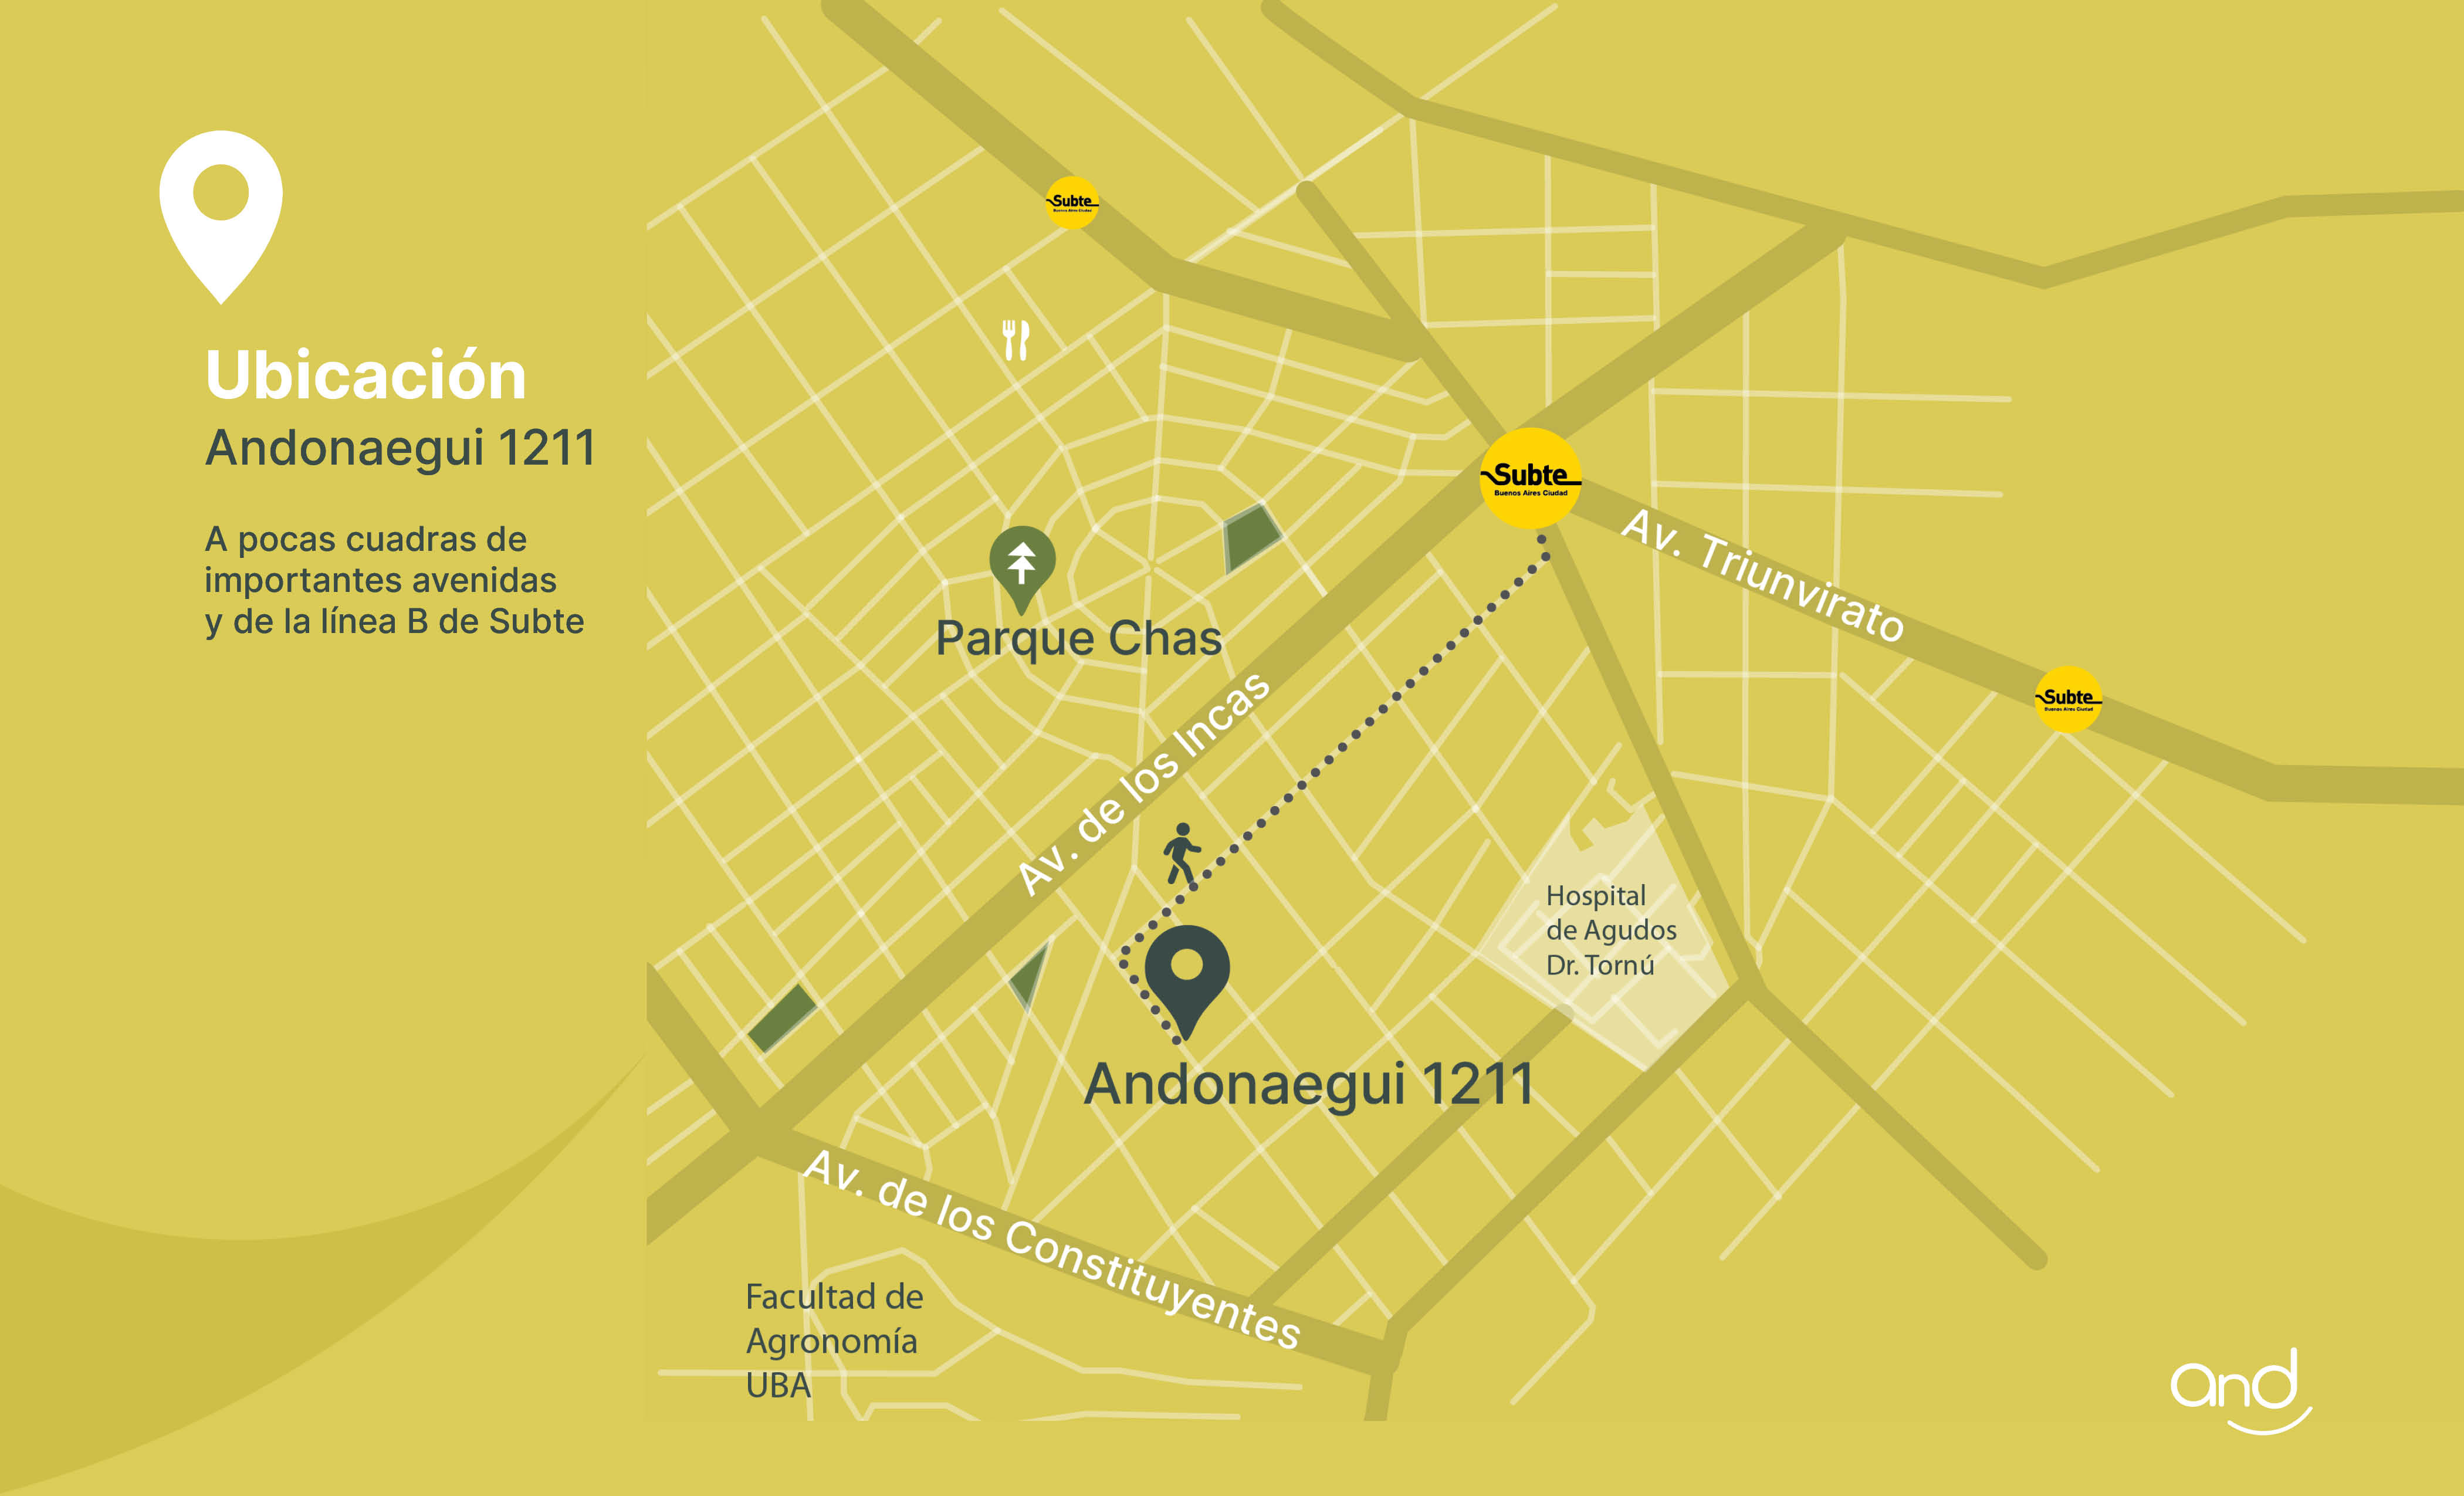 Ubicación
Andonaegui 1211
A pocas cuadras de
importantes avenidas
y de la línea B de Subte
Subte
Buenos Aires Ciudad
Subte
Buenos Aires Ciudad
Av. Triunvirato
Subte
Buenos Aires Ciudad
Parque Chas
Av. de los Incas
Hospital
de Agudos
Dr. Tornú
Andonaegui 1211
Av. de los Constituyentes
Facultad de
Agronomía
UBA
and